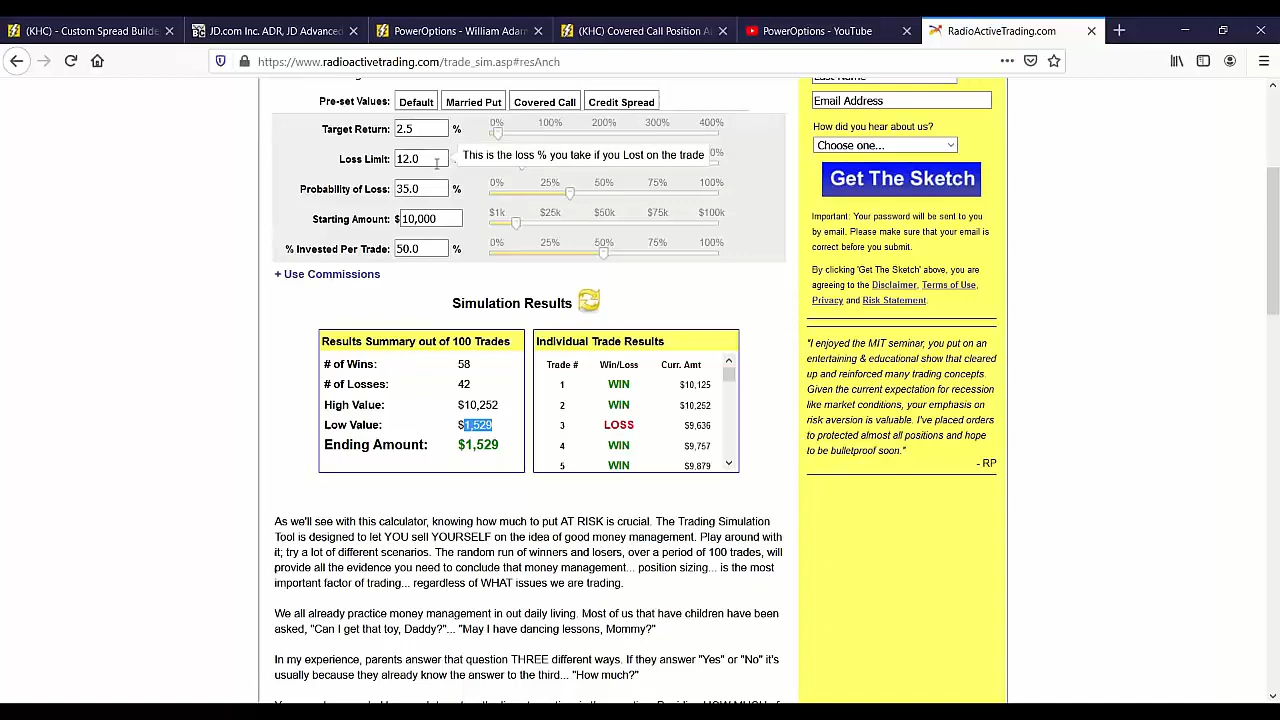 (KHC) - Custom Spread Builde
JD.com Inc. ADR, JD Advanced
PowerOptions - William Adam
(KHC) Covered Call Position A
PowerOptions - YouTube
RadioActiveTrading.com
https://www.radioactivetrading.com/trade_sim.asp#resAnch
Pre-set Values: Default Married Put Covered Call Credit Spread
Target Return: 2.5 % 0% 100% 200% 300% 400%
Loss Limit: 12.0 This is the loss % you take if you Lost on the trade 0%
Probability of Loss: 35.0 % 0% 25% 50% 75% 100%
Starting Amount: $10,000 $1k $25k $50k $75k $100k
% Invested Per Trade: 50.0 % 0% 25% 50% 75% 100%
+ Use Commissions
Simulation Results
Results Summary out of 100 Trades
# of Wins: 58
# of Losses: 42
High Value: $10,252
Low Value: $1,529
Ending Amount: $1,529
Individual Trade Results
Trade # Win/Loss Curr. Amt
1 WIN $10,125
2 WIN $10,252
3 LOSS $9,636
4 WIN $9,757
5 WIN $9,879
As we'll see with this calculator, knowing how much to put AT RISK is crucial. The Trading Simulation
Tool is designed to let YOU sell YOURSELF on the idea of good money management. Play around with
it; try a lot of different scenarios. The random run of winners and losers, over a period of 100 trades, will
provide all the evidence you need to conclude that money management... position sizing... is the most
important factor of trading... regardless of WHAT issues we are trading.
We all already practice money management in out daily living. Most of us that have children have been
asked, "Can I get that toy, Daddy?"... "May I have dancing lessons, Mommy?"
In my experience, parents answer that question THREE different ways. If they answer "Yes" or "No" it's
usually because they already know the answer to the third... "How much?"
Last Name
Email Address
How did you hear about us?
Choose one...
Get The Sketch
Important: Your password will be sent to you
by email. Please make sure that your email is
correct before you submit.
By clicking 'Get The Sketch' above, you are
agreeing to the Disclaimer, Terms of Use,
Privacy and Risk Statement.
"I enjoyed the MIT seminar, you put on an
entertaining & educational show that cleared
up and reinforced many trading concepts.
Given the current expectation for recession
like market conditions, your emphasis on
risk aversion is valuable. I've placed orders
to protected almost all positions and hope
to be bulletproof soon."
- RP